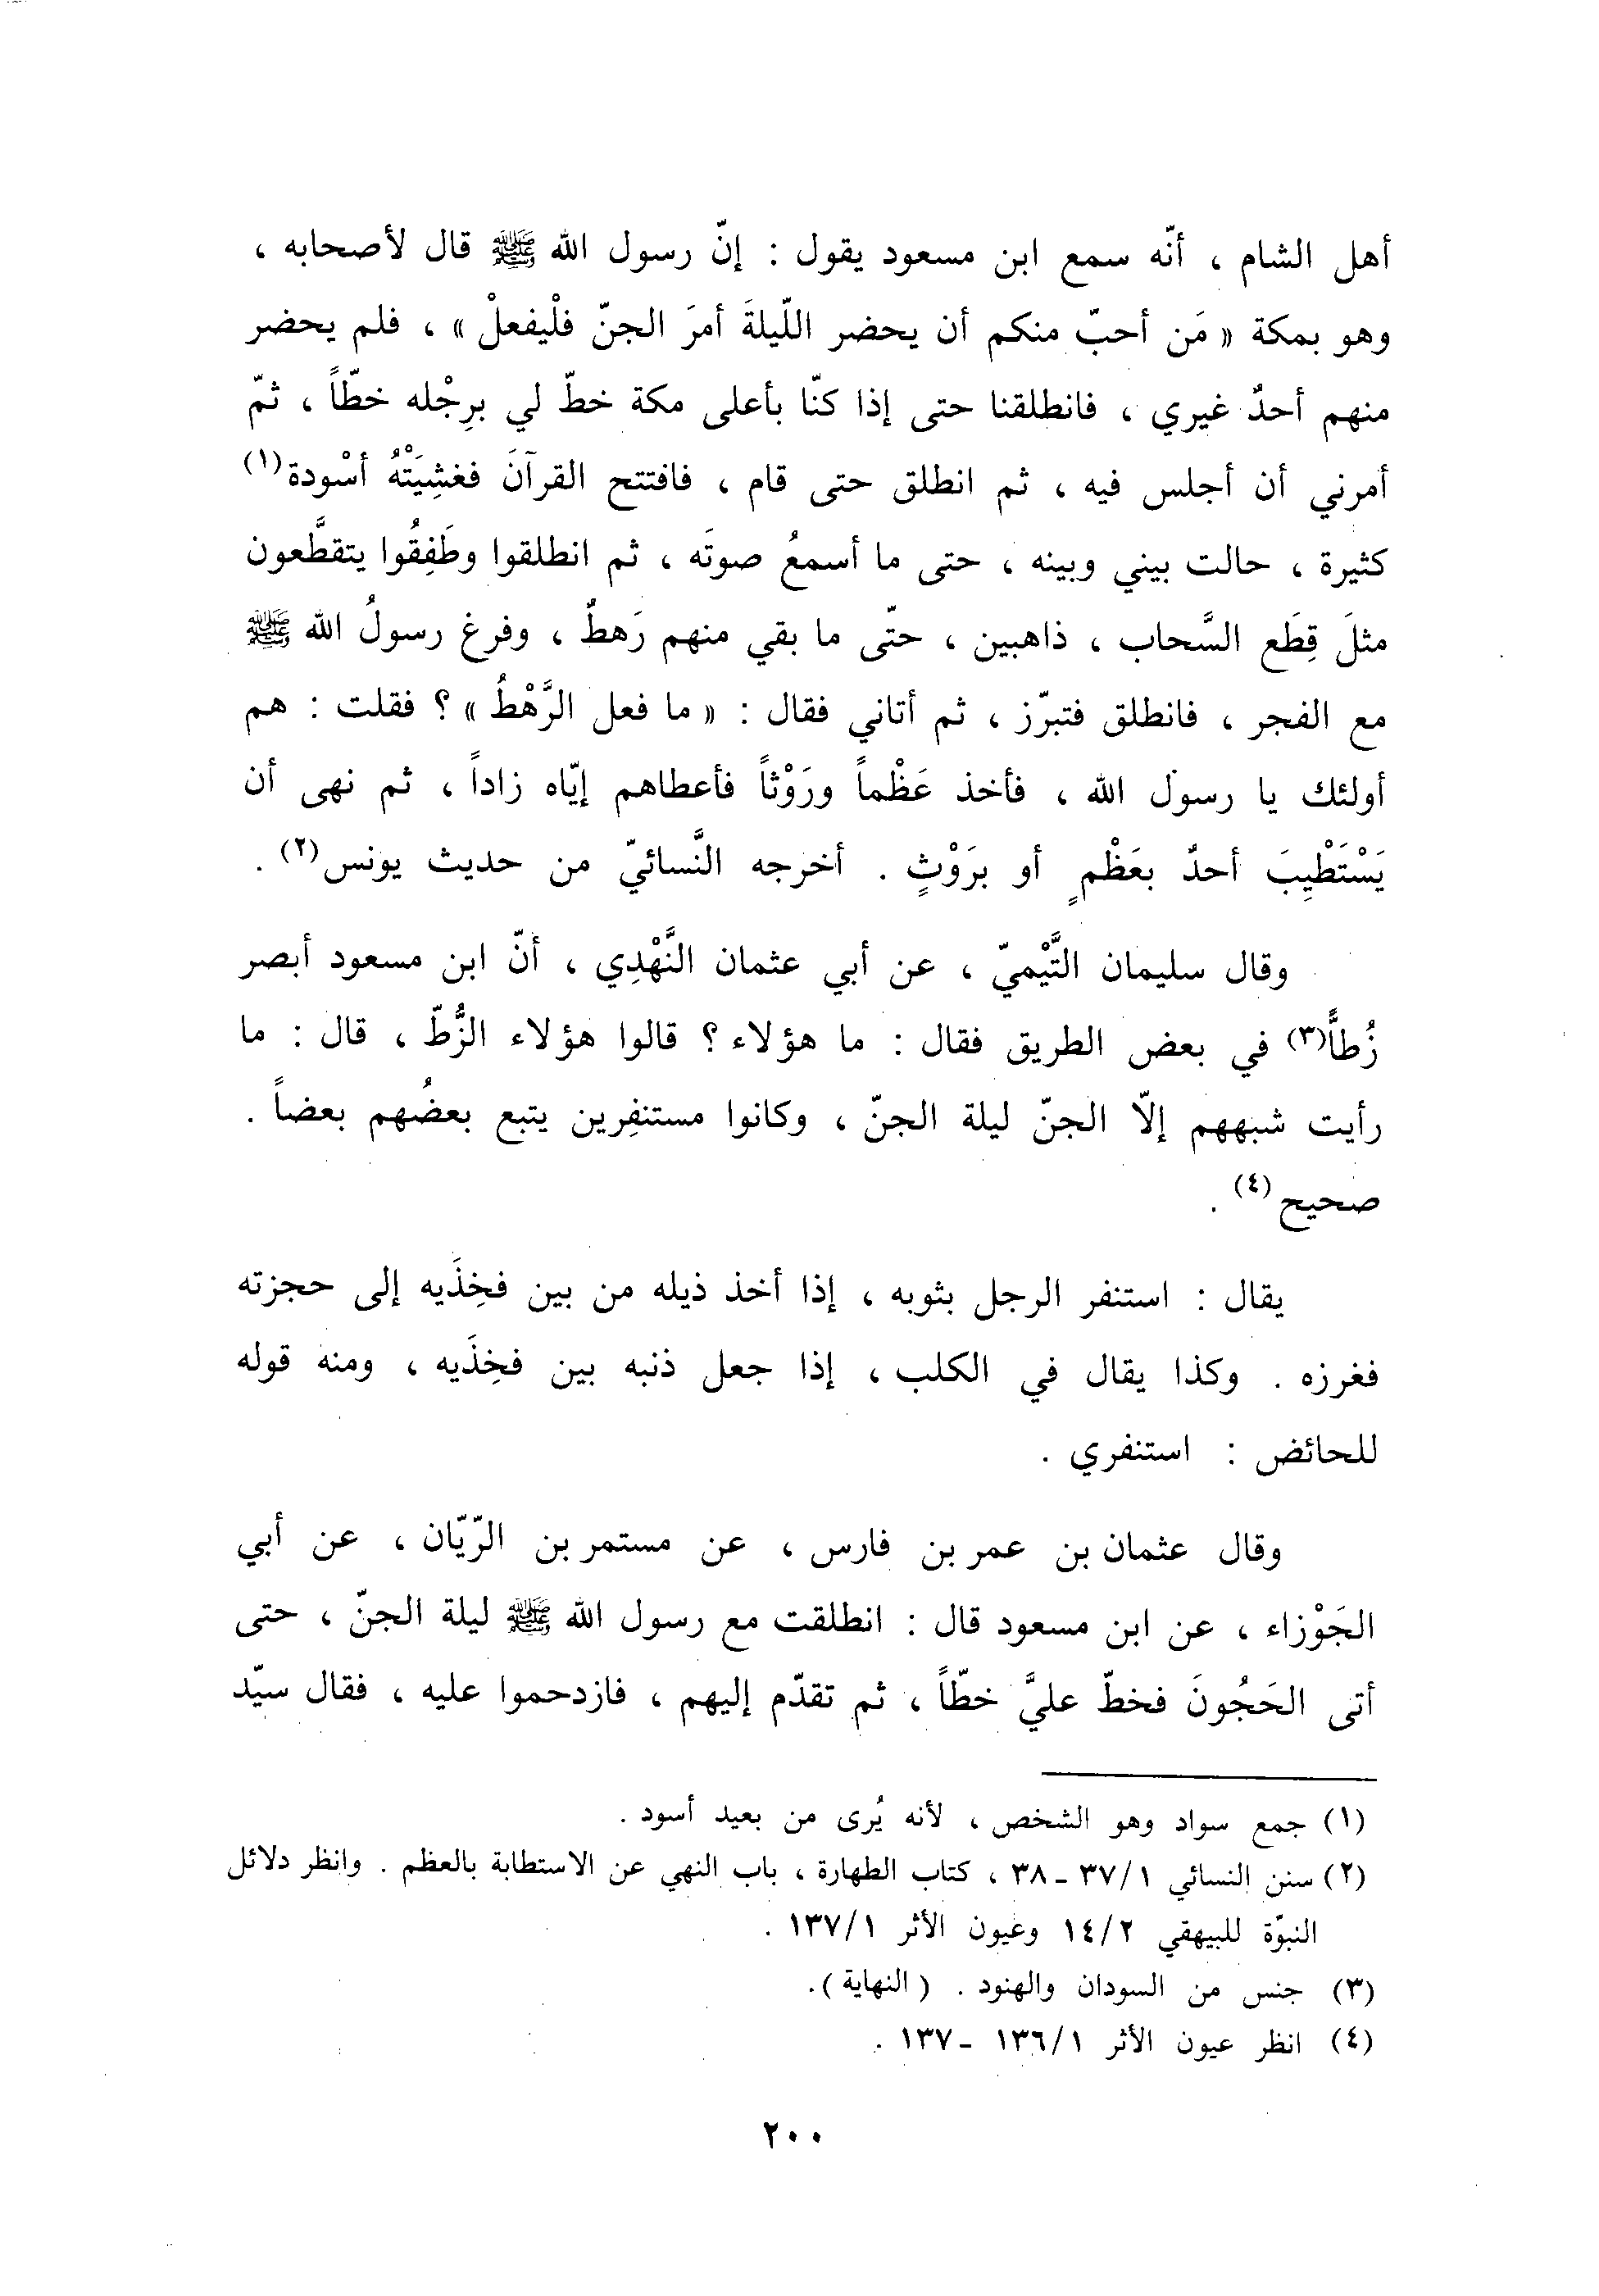 أهل الشام ، أنّه سمع ابن مسعود يقول : إنّ رسول الله ﷺ قال لأصحابه ،
وهو بمكة « مَن أحبّ منكم أن يحضر اللّيلةَ أمرَ الجنّ فلْيفعلْ » ، فلم يحضر
منهم أحدٌ غيري ، فانطلقنا حتى إذا كنّا بأعلى مكة خطّ لي برِجْله خطّاً ، ثمّ
أمرني أن أجلس فيه ، ثم انطلق حتى قام ، فافتتح القرآنَ فغشِيَتْهُ أسْودة(١)
كثيرة ، حالت بيني وبينه ، حتى ما أسمعُ صوتَه ، ثم انطلقوا وطَفِقُوا يتقطَّعون
مثلَ قِطَع السَّحاب ، ذاهبين ، حتّى ما بقي منهم رَهطٌ ، وفرغ رسولُ الله ﷺ
مع الفجر ، فانطلق فتبرّز ، ثم أتاني فقال : « ما فعل الرَّهْطُ » ؟ فقلت : هم
أولئك يا رسول الله ، فأخذ عَظْماً ورَوْثاً فأعطاهم إيّاه زاداً ، ثم نهى أن
يَسْتَطْيِبَ أحدٌ بعَظْمٍ أو برَوْثٍ . أخرجه النَّسائيّ من حديث يونس(٢) .
وقال سليمان التَّيْميّ ، عن أبي عثمان النَّهْدِي ، أنّ ابن مسعود أبصر
زُطاًّ(٣) في بعض الطريق فقال : ما هؤلاء ؟ قالوا هؤلاء الزُّطّ ، قال : ما
رأيت شبههم إلّا الجنّ ليلة الجنّ ، وكانوا مستنفِرين يتبع بعضُهم بعضاً .
صحيح(٤) .
يقال : استنفر الرجل بثوبه ، إذا أخذ ذيله من بين فخِذَيه إلى حجزته
فغرزه . وكذا يقال في الكلب ، إذا جعل ذنبه بين فخِذَيه ، ومنه قوله
للحائض : استنفري .
وقال عثمان بن عمر بن فارس ، عن مستمر بن الرّيّان ، عن أبي
الجَوْزاء ، عن ابن مسعود قال : انطلقت مع رسول الله ﷺ ليلة الجنّ ، حتى
أتى الحَجُونَ فخطّ عليَّ خطّاً ، ثم تقدّم إليهم ، فازدحموا عليه ، فقال سيّد
(١) جمع سواد وهو الشخص ، لأنه يُرى من بعيد أسود .
(٢) سنن النسائي ١/ ٣٧ ـ ٣٨ ، كتاب الطهارة ، باب النهي عن الاستطابة بالعظم . وانظر دلائل
النبوّة للبيهقي ٢/ ١٤ وعيون الأثر ١/ ١٣٧ .
(٣) جنس من السودان والهنود . ( النهاية ).
(٤) انظر عيون الأثر ١/ ١٣٦ ـ ١٣٧ .
٢٠٠